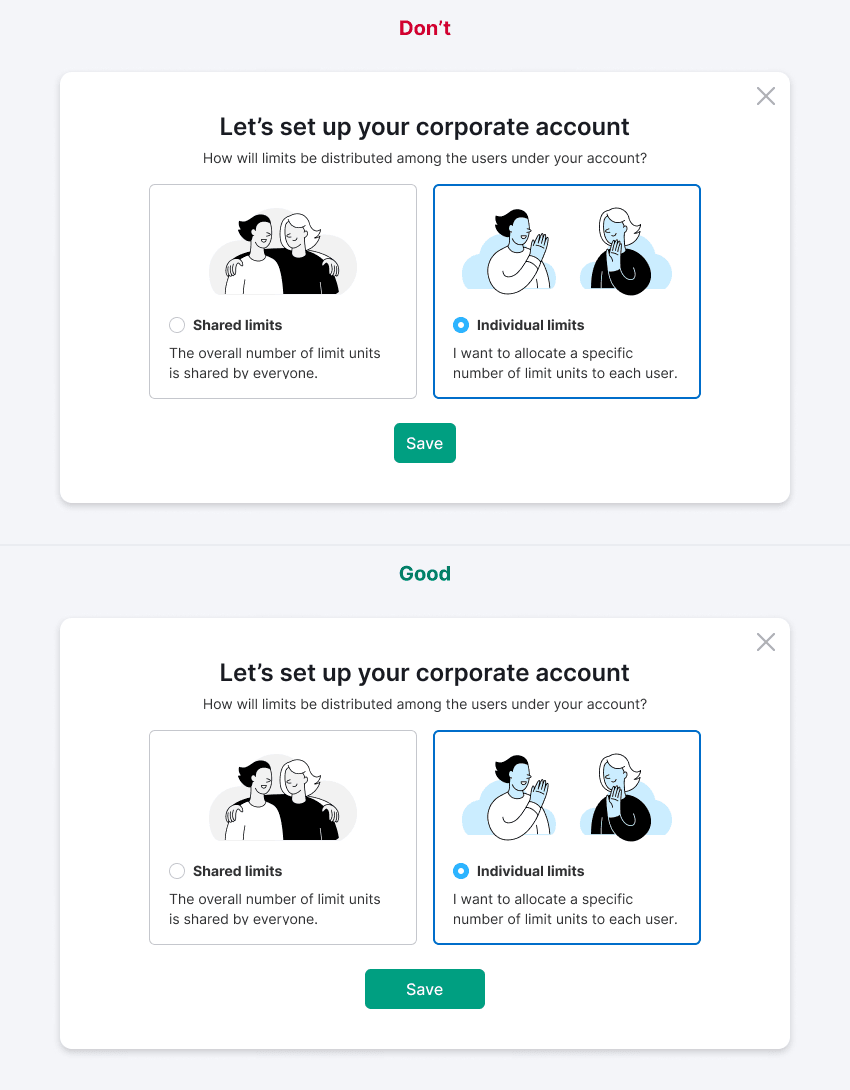 Don’t
Let’s set up your corporate account
How will limits be distributed among the users under your account?
Shared limits
The overall number of limit units
is shared by everyone.
Individual limits
I want to allocate a specific
number of limit units to each user.
Save
Good
Let’s set up your corporate account
How will limits be distributed among the users under your account?
Shared limits
The overall number of limit units
is shared by everyone.
Individual limits
I want to allocate a specific
number of limit units to each user.
Save